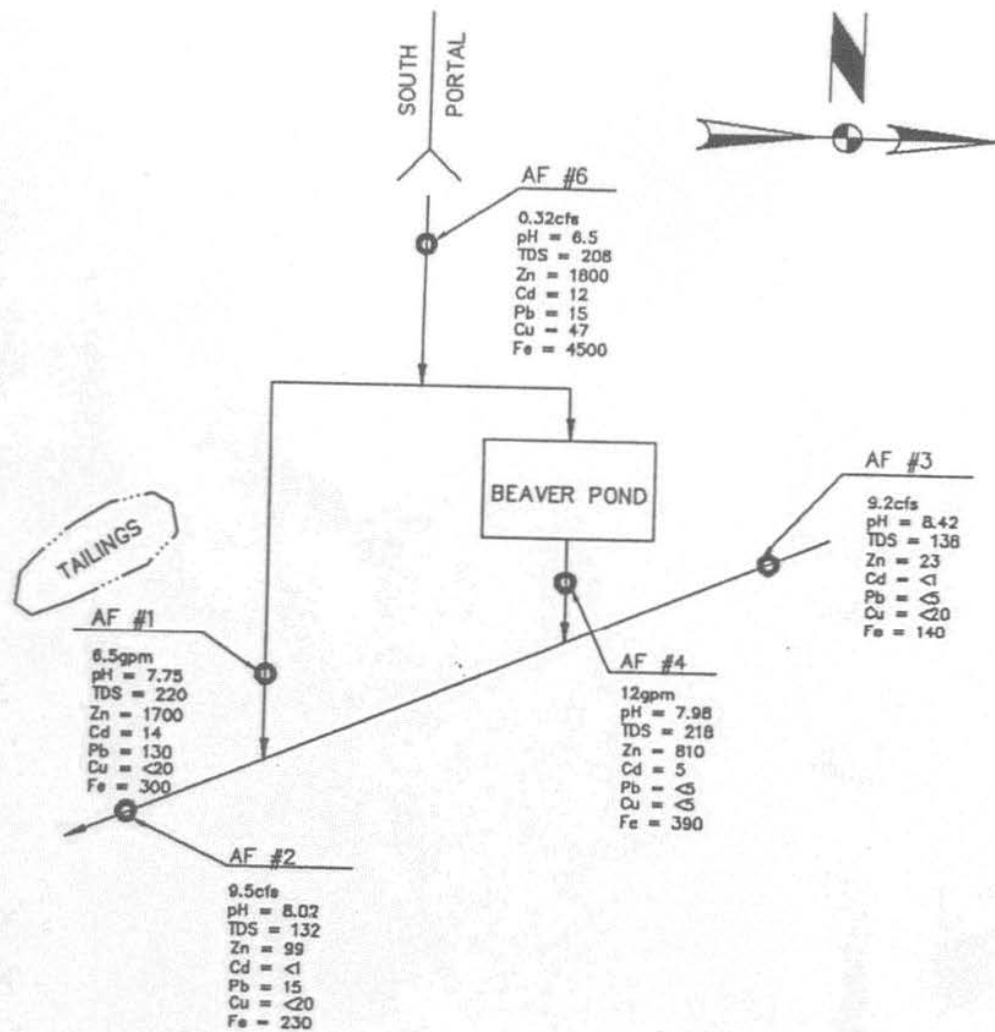 SOUTH
PORTAL
N
AF #6
0.32cfs
pH = 6.5
TDS = 208
Zn = 1800
Cd = 12
Pb = 15
Cu = 47
Fe = 4500
BEAVER POND
AF #3
9.2cfs
pH = 8.42
TDS = 138
Zn = 23
Cd = <1
Pb = <5
Cu = <20
Fe = 140
TAILINGS
AF #1
6.5gpm
pH = 7.75
TDS = 220
Zn = 1700
Cd = 14
Pb = 130
Cu = <20
Fe = 300
AF #4
12gpm
pH = 7.98
TDS = 218
Zn = 810
Cd = 5
Pb = <5
Cu = <5
Fe = 390
AF #2
9.5cfs
pH = 8.02
TDS = 132
Zn = 99
Cd = <1
Pb = 15
Cu = <20
Fe = 230